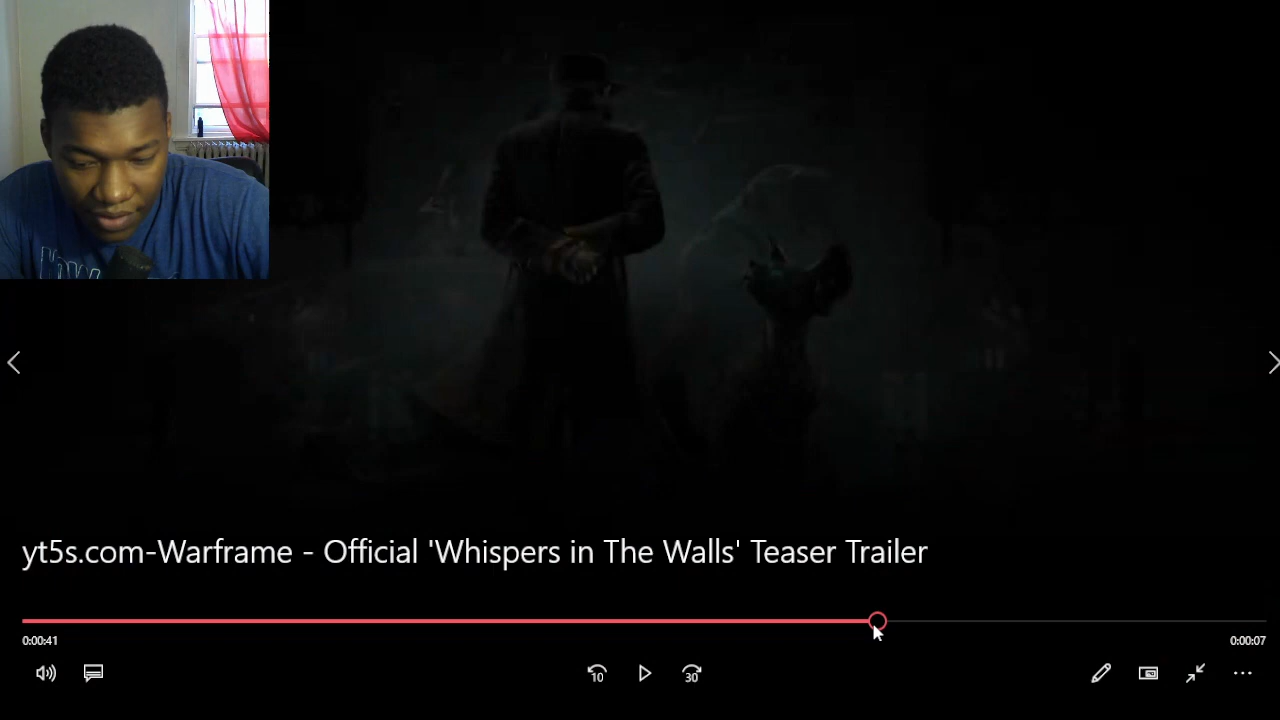 yt5s.com-Warframe - Official 'Whispers in The Walls' Teaser Trailer
0:00:41
0:00:07
10
30